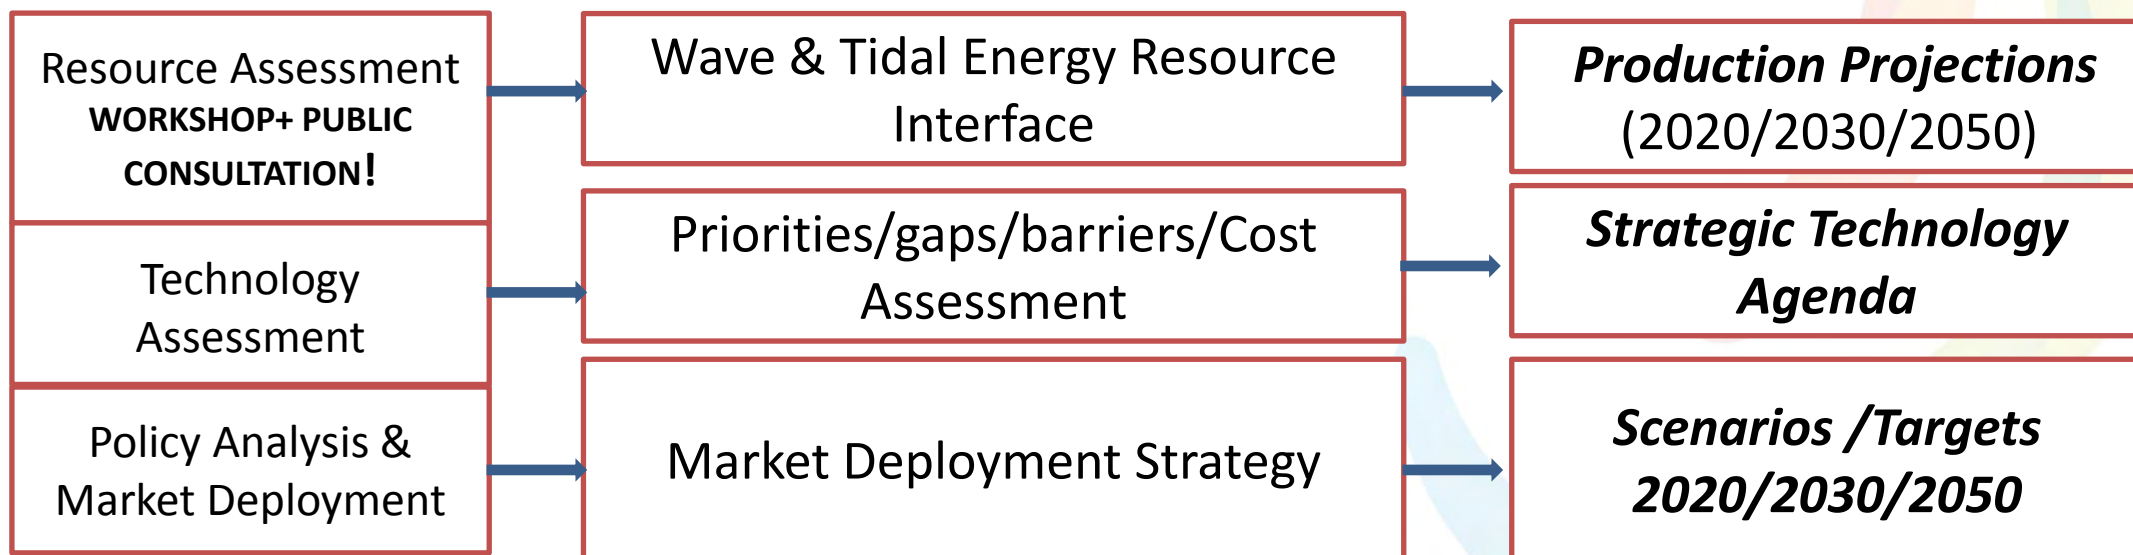 Resource Assessment
WORKSHOP+ PUBLIC
CONSULTATION!
Wave & Tidal Energy Resource
Interface
Production Projections
(2020/2030/2050)
Technology
Assessment
Priorities/gaps/barriers/Cost
Assessment
Strategic Technology
Agenda
Policy Analysis &
Market Deployment
Market Deployment Strategy
Scenarios /Targets
2020/2030/2050